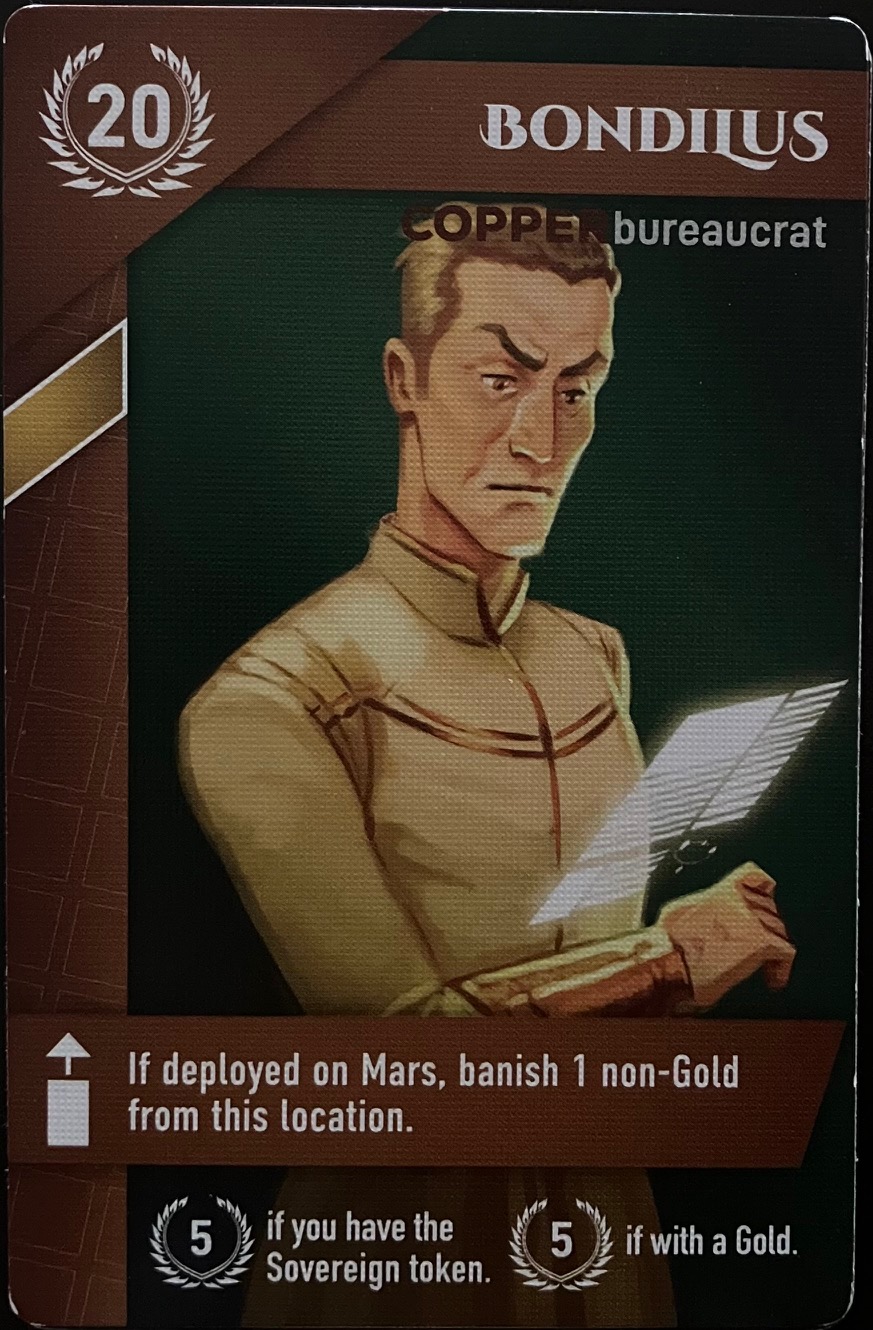 20
BONDILUS
COPPER bureaucrat
If deployed on Mars, banish 1 non-Gold
from this location.
5 if you have the
Sovereign token.
5 if with a Gold.